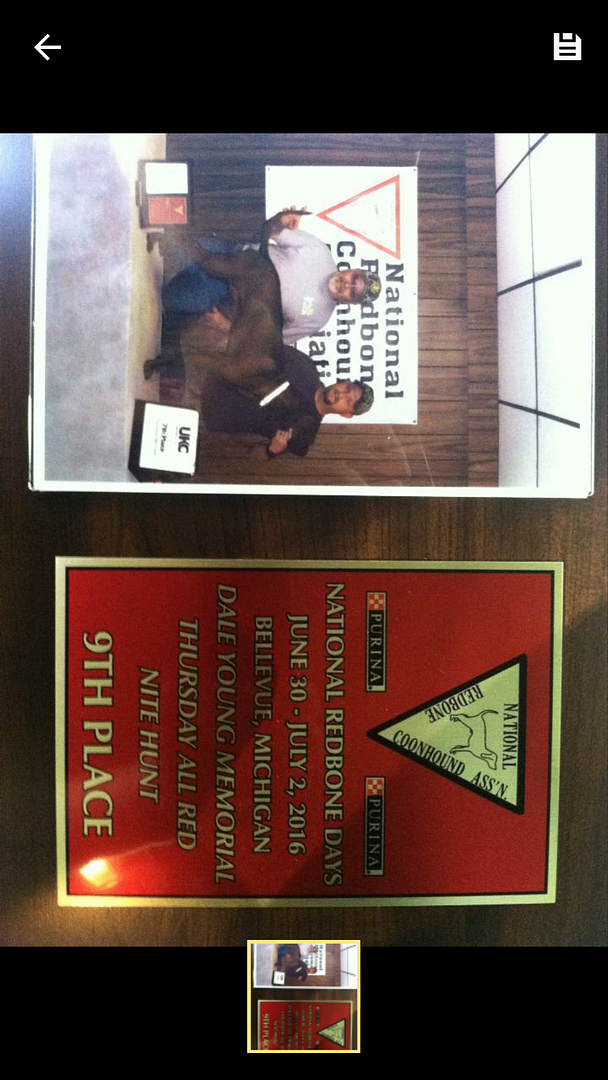 National
Redbone
UKC
7th Place
NATIONAL
REDBONE
COONHOUND ASS'N.
PURINA
PURINA
NATIONAL REDBONE DAYS
JUNE 30 - JULY 2, 2016
BELLEVUE, MICHIGAN
DALE YOUNG MEMORIAL
THURSDAY ALL RED
NITE HUNT
9TH PLACE